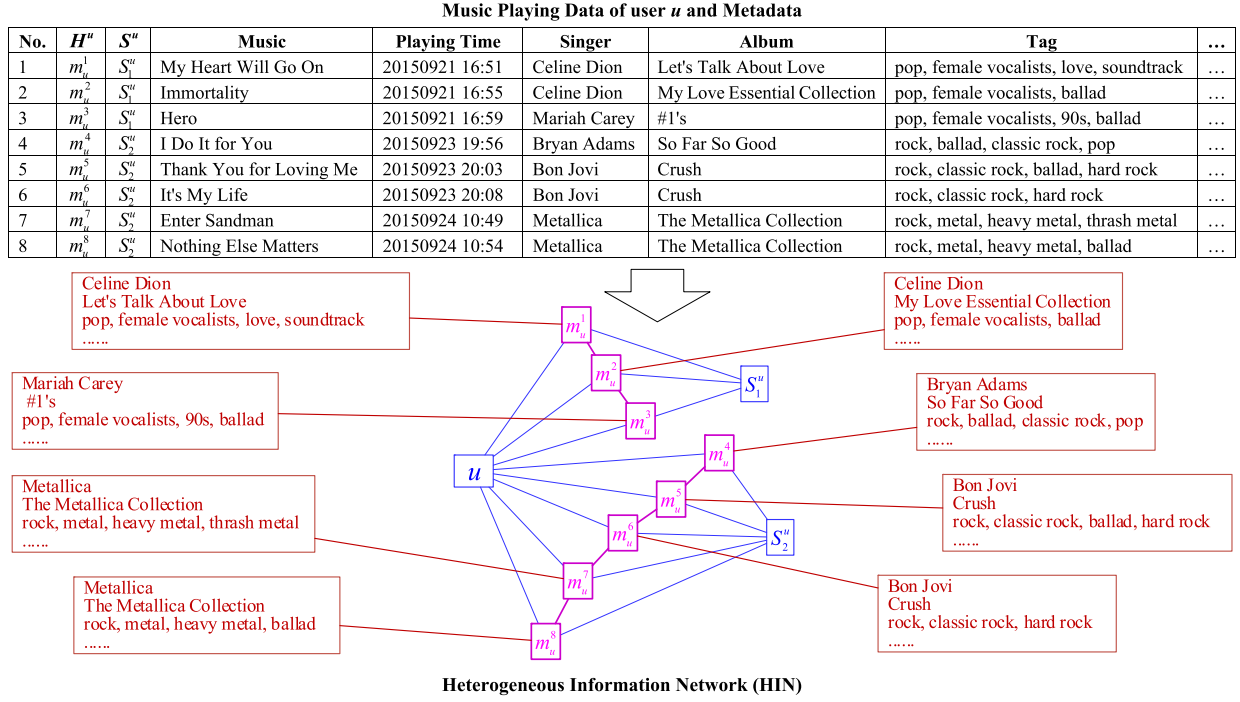 Music Playing Data of user u and Metadata
No. H^u S^u Music Playing Time Singer Album Tag …
1 m_u^1 S_1^u My Heart Will Go On 20150921 16:51 Celine Dion Let's Talk About Love pop, female vocalists, love, soundtrack …
2 m_u^2 S_1^u Immortality 20150921 16:55 Celine Dion My Love Essential Collection pop, female vocalists, ballad …
3 m_u^3 S_1^u Hero 20150921 16:59 Mariah Carey #1's pop, female vocalists, 90s, ballad …
4 m_u^4 S_2^u I Do It for You 20150923 19:56 Bryan Adams So Far So Good rock, ballad, classic rock, pop …
5 m_u^5 S_2^u Thank You for Loving Me 20150923 20:03 Bon Jovi Crush rock, classic rock, ballad, hard rock …
6 m_u^6 S_2^u It's My Life 20150923 20:08 Bon Jovi Crush rock, classic rock, hard rock …
7 m_u^7 S_2^u Enter Sandman 20150924 10:49 Metallica The Metallica Collection rock, metal, heavy metal, thrash metal …
8 m_u^8 S_2^u Nothing Else Matters 20150924 10:54 Metallica The Metallica Collection rock, metal, heavy metal, ballad …
Celine Dion
Let's Talk About Love
pop, female vocalists, love, soundtrack
……
Celine Dion
My Love Essential Collection
pop, female vocalists, ballad
……
Mariah Carey
#1's
pop, female vocalists, 90s, ballad
……
Bryan Adams
So Far So Good
rock, ballad, classic rock, pop
……
Metallica
The Metallica Collection
rock, metal, heavy metal, thrash metal
……
Bon Jovi
Crush
rock, classic rock, ballad, hard rock
……
Metallica
The Metallica Collection
rock, metal, heavy metal, ballad
……
Bon Jovi
Crush
rock, classic rock, hard rock
……
m_u^1
m_u^2
S_1^u
m_u^3
m_u^4
u
m_u^5
m_u^6
S_2^u
m_u^7
m_u^8
Heterogeneous Information Network (HIN)